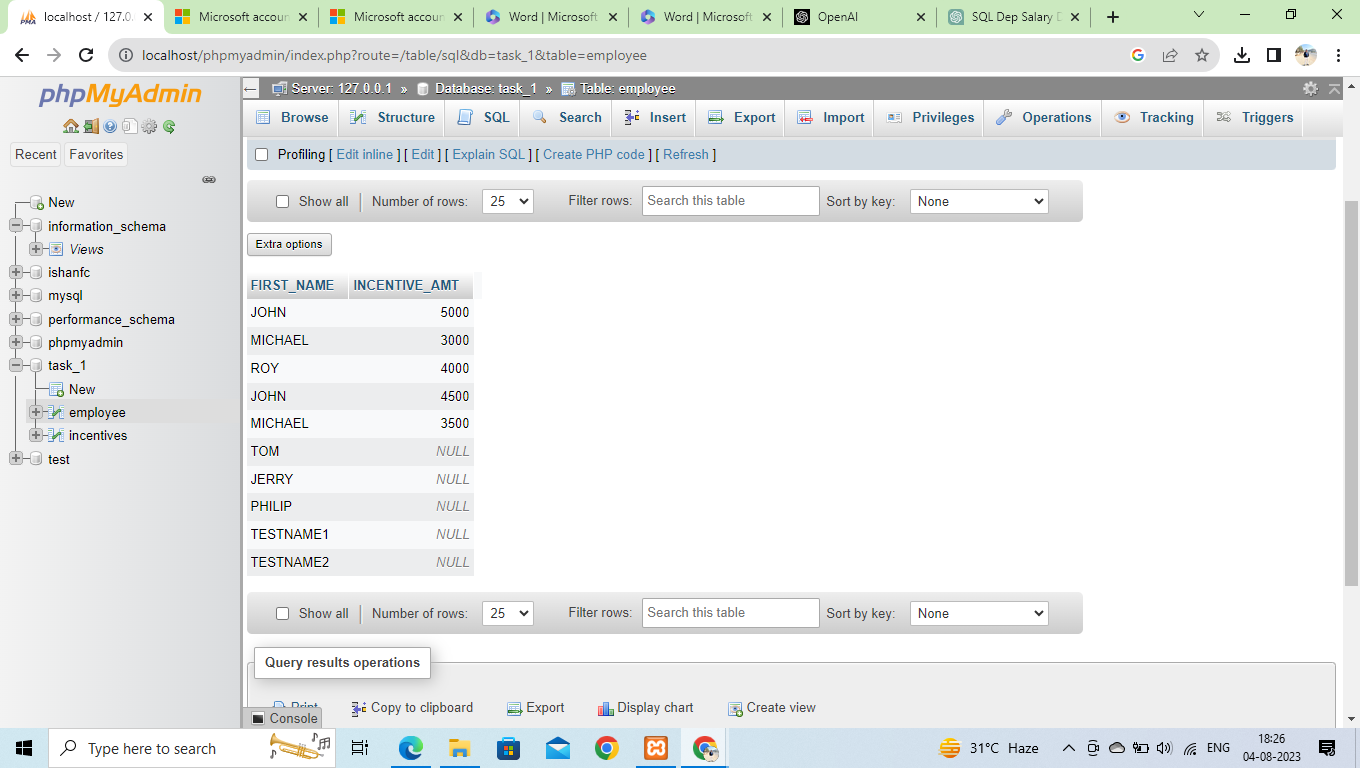 localhost / 127.0.
Microsoft accoun
Microsoft accoun
Word | Microsoft
Word | Microsoft
OpenAI
SQL Dep Salary D
localhost/phpmyadmin/index.php?route=/table/sql&db=task_1&table=employee
phpMyAdmin
Recent Favorites
New
information_schema
Views
ishanfc
mysql
performance_schema
phpmyadmin
task_1
New
employee
incentives
test
Server: 127.0.0.1 » Database: task_1 » Table: employee
Browse Structure SQL Search Insert Export Import Privileges Operations Tracking Triggers
Profiling [ Edit inline ] [ Edit ] [ Explain SQL ] [ Create PHP code ] [ Refresh ]
Show all Number of rows: 25 Filter rows: Search this table Sort by key: None
Extra options
FIRST_NAME INCENTIVE_AMT
JOHN 5000
MICHAEL 3000
ROY 4000
JOHN 4500
MICHAEL 3500
TOM NULL
JERRY NULL
PHILIP NULL
TESTNAME1 NULL
TESTNAME2 NULL
Show all Number of rows: 25 Filter rows: Search this table Sort by key: None
Query results operations
Print Copy to clipboard Export Display chart Create view
Console
Type here to search
31°C Haze
ENG
18:26
04-08-2023